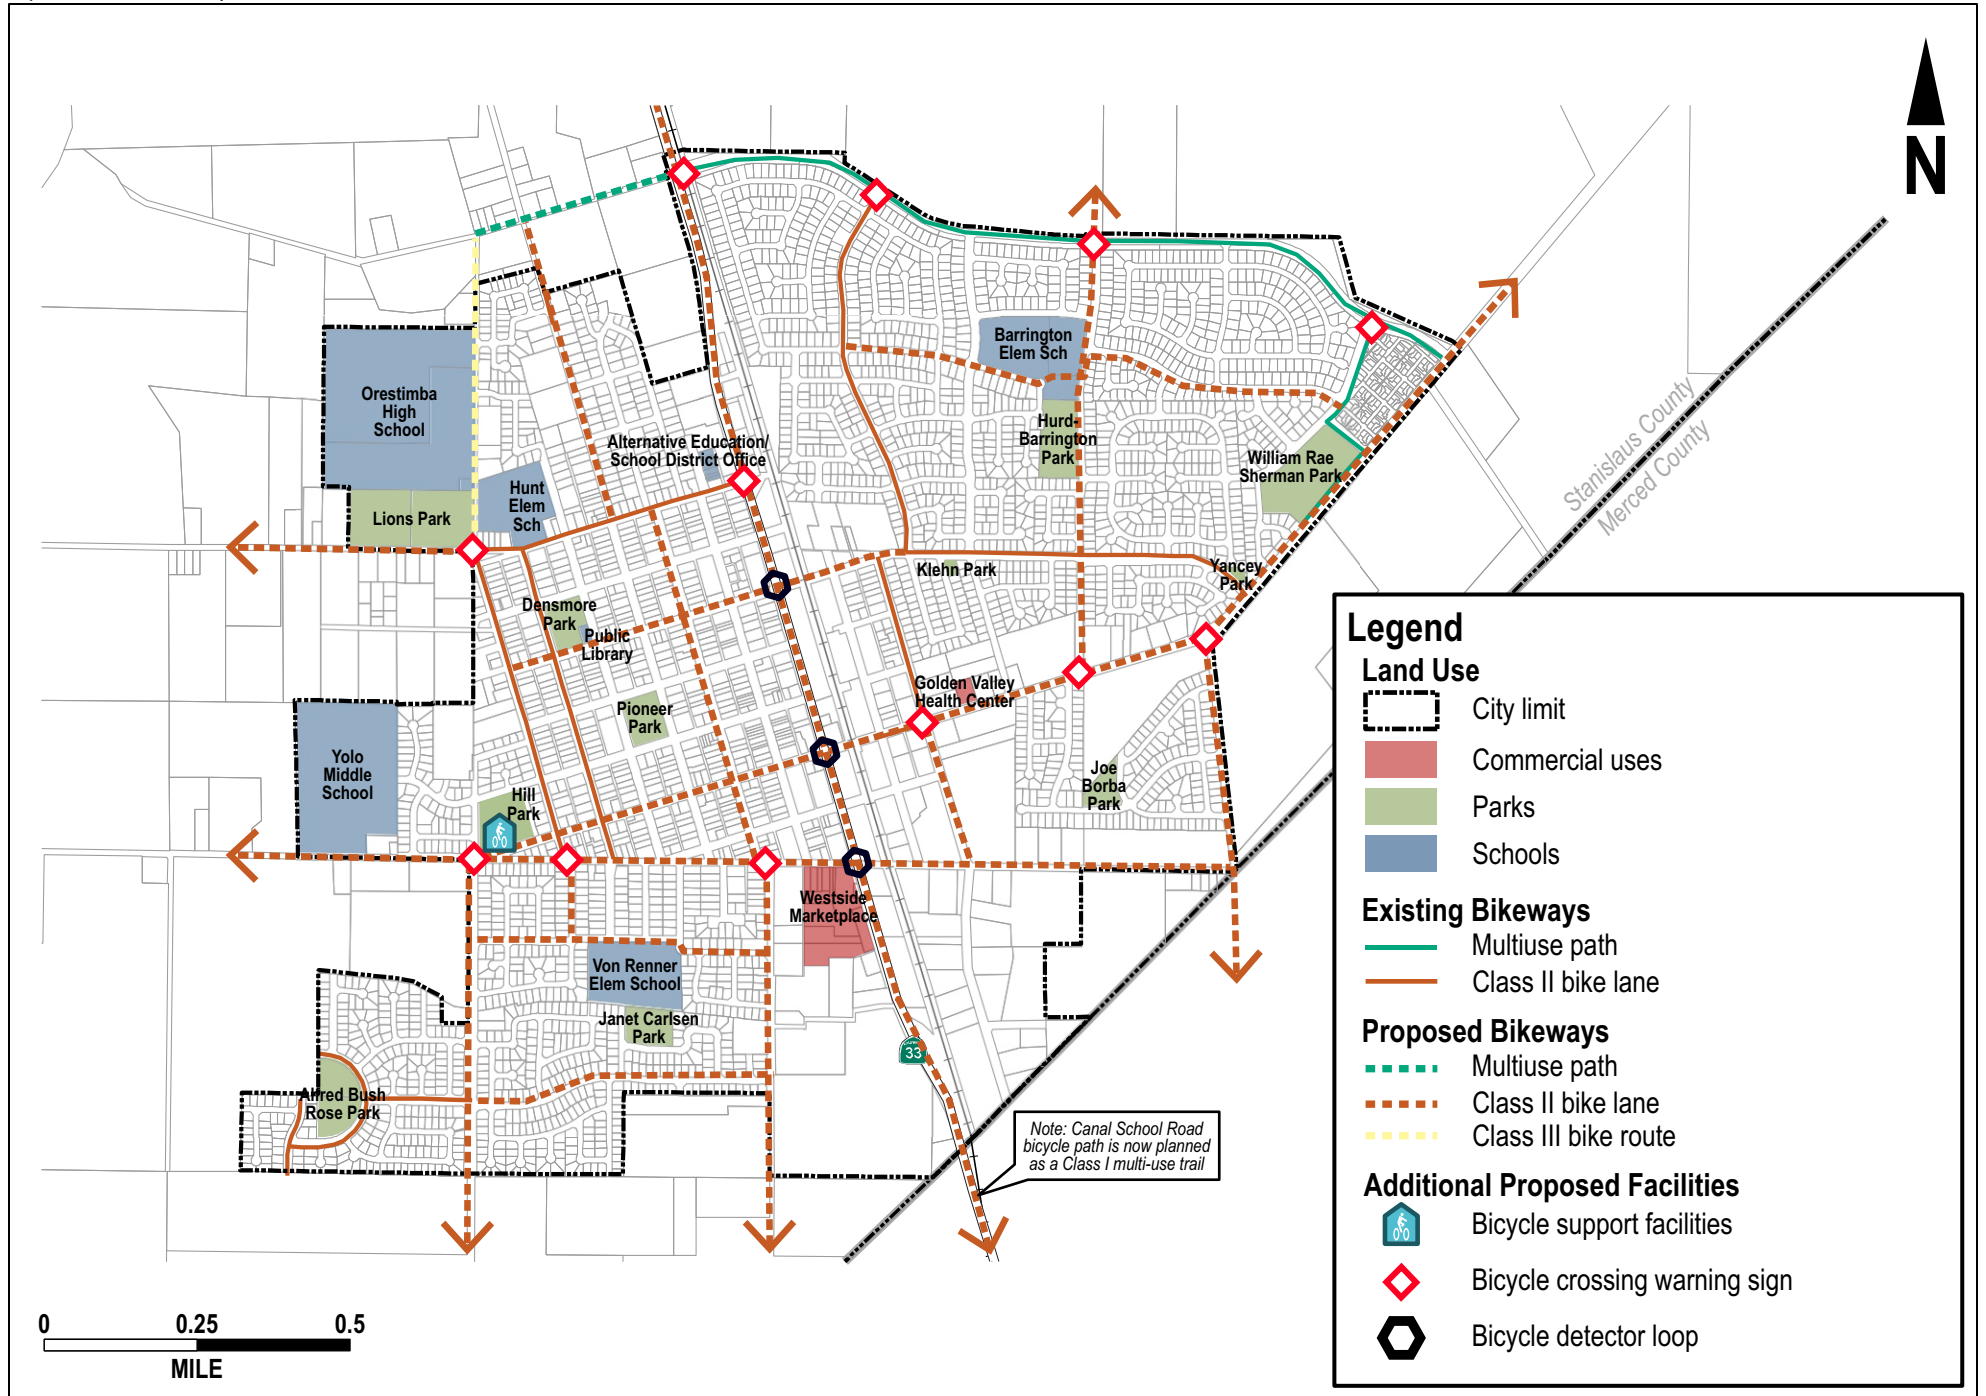 N
Barrington
Elem Sch
Orestimba
High
School
Hurd-
Barrington
Park
Alternative Education/
School District Office
William Rae
Sherman Park
Stanislaus County
Merced County
Hunt
Elem
Sch
Lions Park
Klehn Park
Yancey
Park
Densmore
Park
Public
Library
Golden Valley
Health Center
Pioneer
Park
Yolo
Middle
School
Joe
Borba
Park
Hill
Park
Westside
Marketplace
Von Renner
Elem School
Janet Carlsen
Park
33
Alfred Bush
Rose Park
Note: Canal School Road
bicycle path is now planned
as a Class I multi-use trail
Legend
Land Use
City limit
Commercial uses
Parks
Schools
Existing Bikeways
Multiuse path
Class II bike lane
Proposed Bikeways
Multiuse path
Class II bike lane
Class III bike route
Additional Proposed Facilities
Bicycle support facilities
Bicycle crossing warning sign
Bicycle detector loop
0 0.25 0.5
MILE